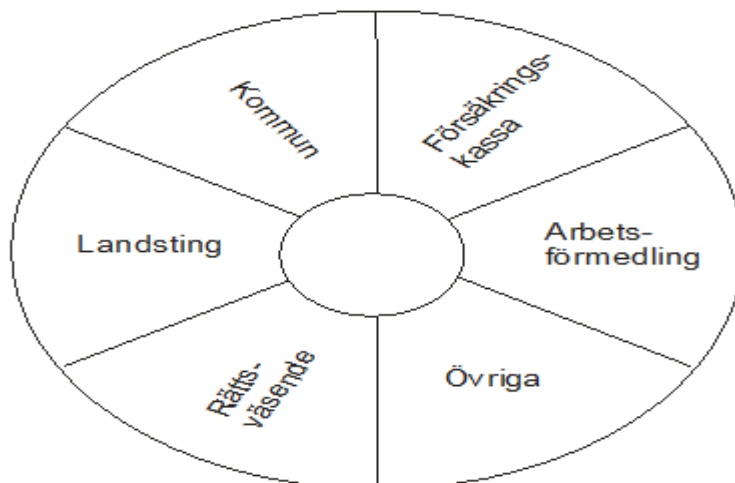 Kommun
Försäkrings-
kassa
Landsting
Arbets-
förmedling
Rätts-
väsende
Övriga